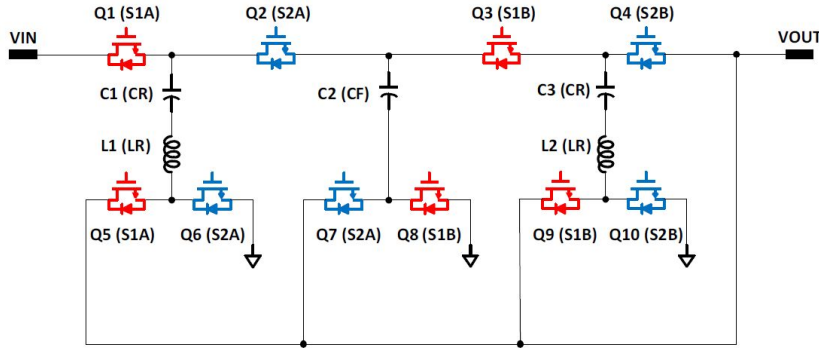 Q1 (S1A)
Q2 (S2A)
Q3 (S1B)
Q4 (S2B)
VIN
VOUT
C1 (CR)
C2 (CF)
C3 (CR)
L1 (LR)
L2 (LR)
Q5 (S1A)
Q6 (S2A)
Q7 (S2A)
Q8 (S1B)
Q9 (S1B)
Q10 (S2B)